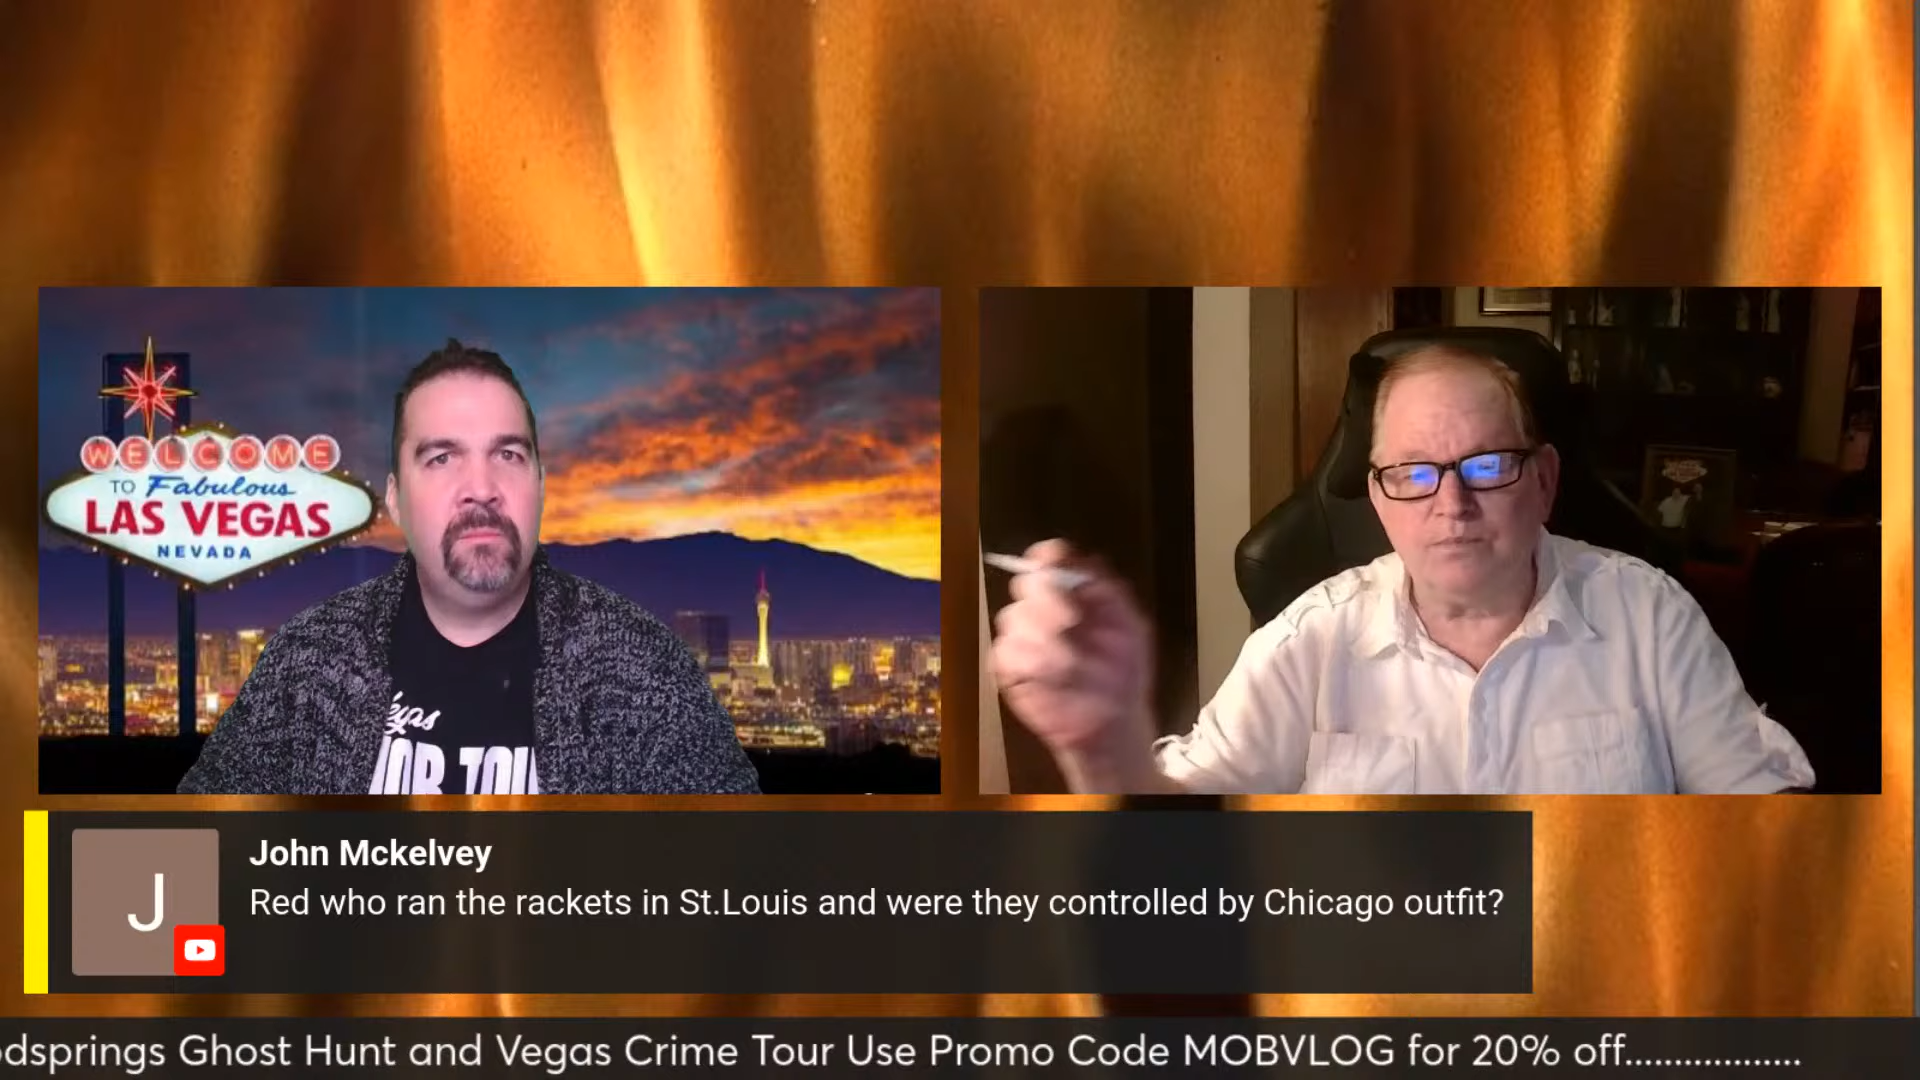 WELCOME
TO Fabulous
LAS VEGAS
NEVADA
J
John Mckelvey
Red who ran the rackets in St.Louis and were they controlled by Chicago outfit?
dsprings Ghost Hunt and Vegas Crime Tour Use Promo Code MOBVLOG for 20% off..................